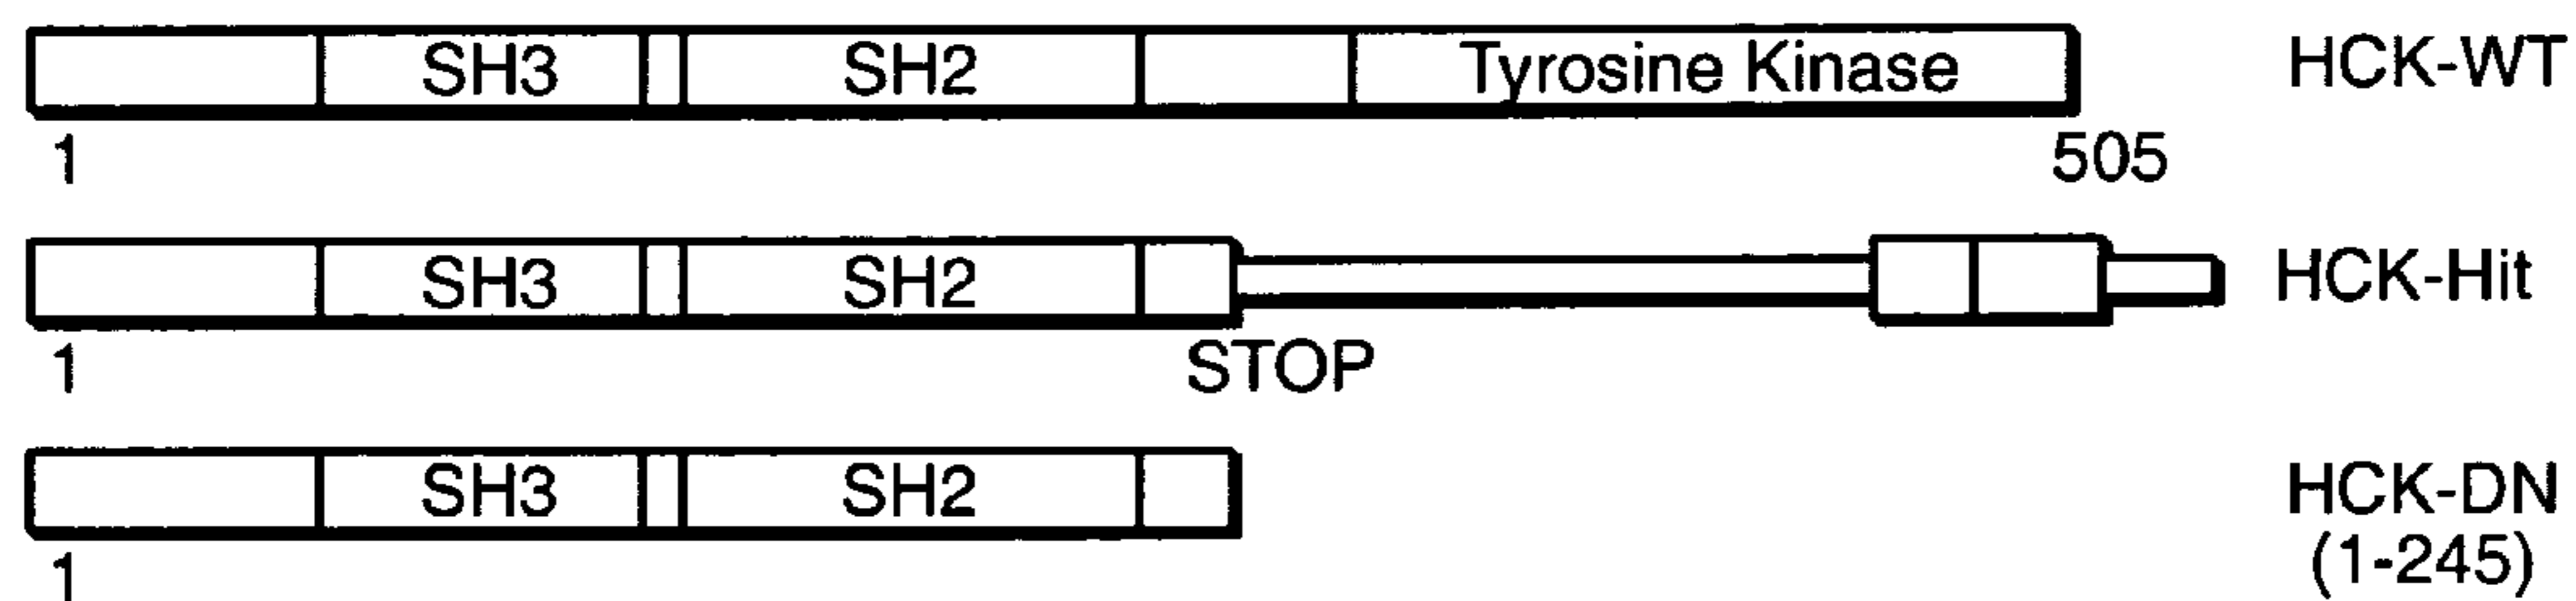 SH3 SH2 Tyrosine Kinase HCK-WT
1 505
SH3 SH2 HCK-Hit
1 STOP
SH3 SH2 HCK-DN
1 (1-245)